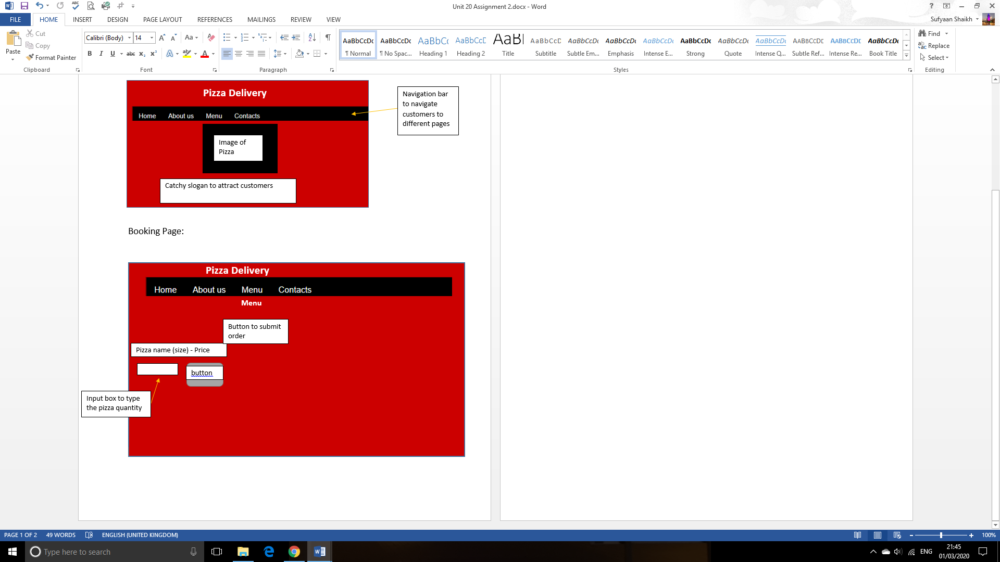 Unit 20 Assignment 2.docx - Word
FILE HOME INSERT DESIGN PAGE LAYOUT REFERENCES MAILINGS REVIEW VIEW
Sufyaan Shaikh
Paste
Cut
Copy
Format Painter
Clipboard
Calibri (Body) 14
Font
Paragraph
AaBbCcDc AaBbCcDc AaBbCc AaBbCcD AaBl AaBbCcD AaBbCcDc AaBbCcDc AaBbCcDc AaBbCcDc AaBbCcDc AaBbCcDc AABBCCDE AABBCCDE AaBbCcDc
¶ Normal ¶ No Spac... Heading 1 Heading 2 Title Subtitle Subtle Em... Emphasis Intense E... Strong Quote Intense Q... Subtle Ref... Intense Re... Book Title
Styles
Find
Replace
Select
Editing
Pizza Delivery
Home About us Menu Contacts
Image of
Pizza
Catchy slogan to attract customers
Navigation bar
to navigate
customers to
different pages
Booking Page:
Pizza Delivery
Home About us Menu Contacts
Menu
Button to submit
order
Pizza name (size) - Price
button
Input box to type
the pizza quantity
PAGE 1 OF 2 49 WORDS ENGLISH (UNITED KINGDOM)
100%
Type here to search
ENG
21:45
01/03/2020